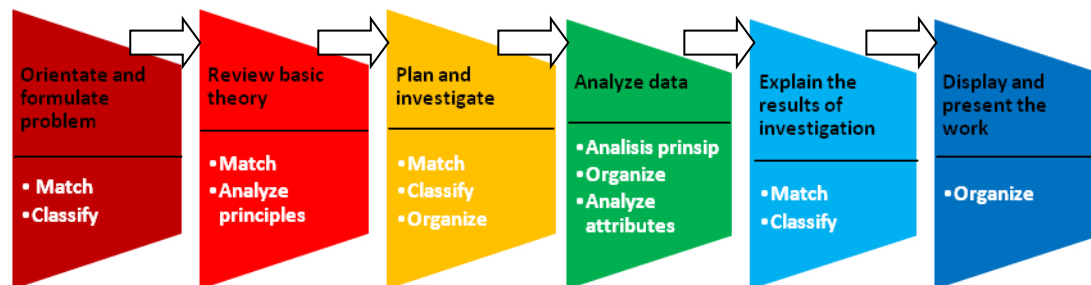 Orientate and
formulate
problem
• Match
• Classify
Review basic
theory
• Match
• Analyze
principles
Plan and
investigate
• Match
• Classify
• Organize
Analyze data
• Analisis prinsip
• Organize
• Analyze
attributes
Explain the
results of
investigation
• Match
• Classify
Display and
present the
work
• Organize